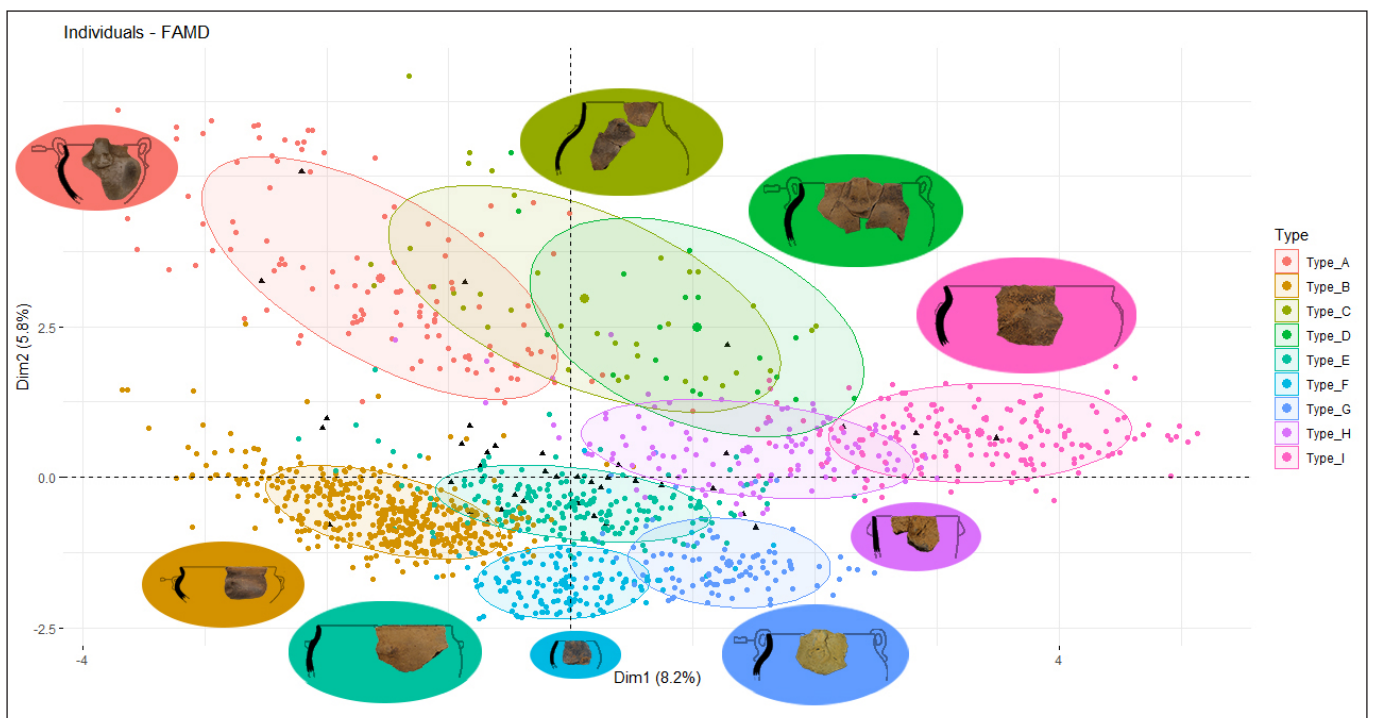 Individuals - FAMD
Type
Type_A
Type_B
Type_C
Type_D
Type_E
Type_F
Type_G
Type_H
Type_I
Dim2 (5.8%)
2.5
0.0
-2.5
-4
4
Dim1 (8.2%)